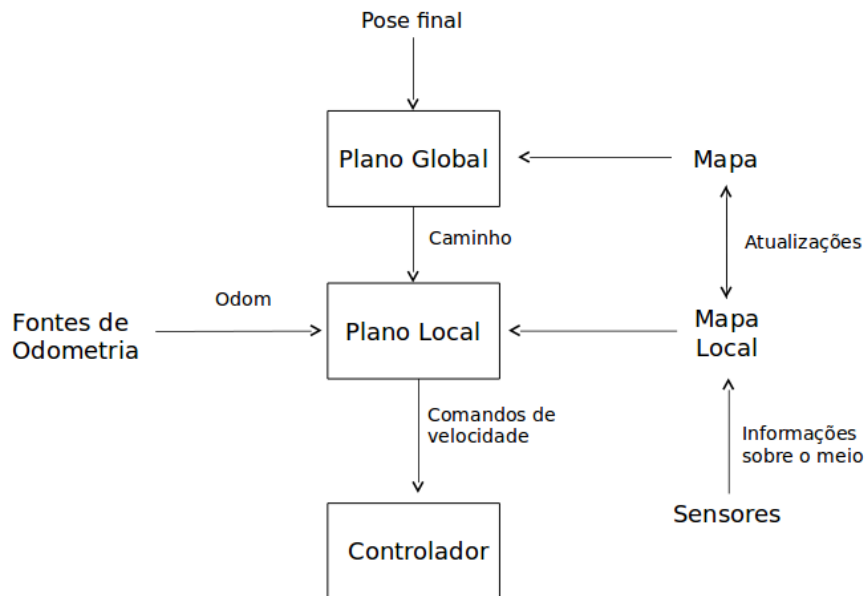 Pose final
Plano Global
Mapa
Caminho
Atualizações
Odom
Fontes de
Odometria
Plano Local
Mapa
Local
Comandos de
velocidade
Informações
sobre o meio
Sensores
Controlador